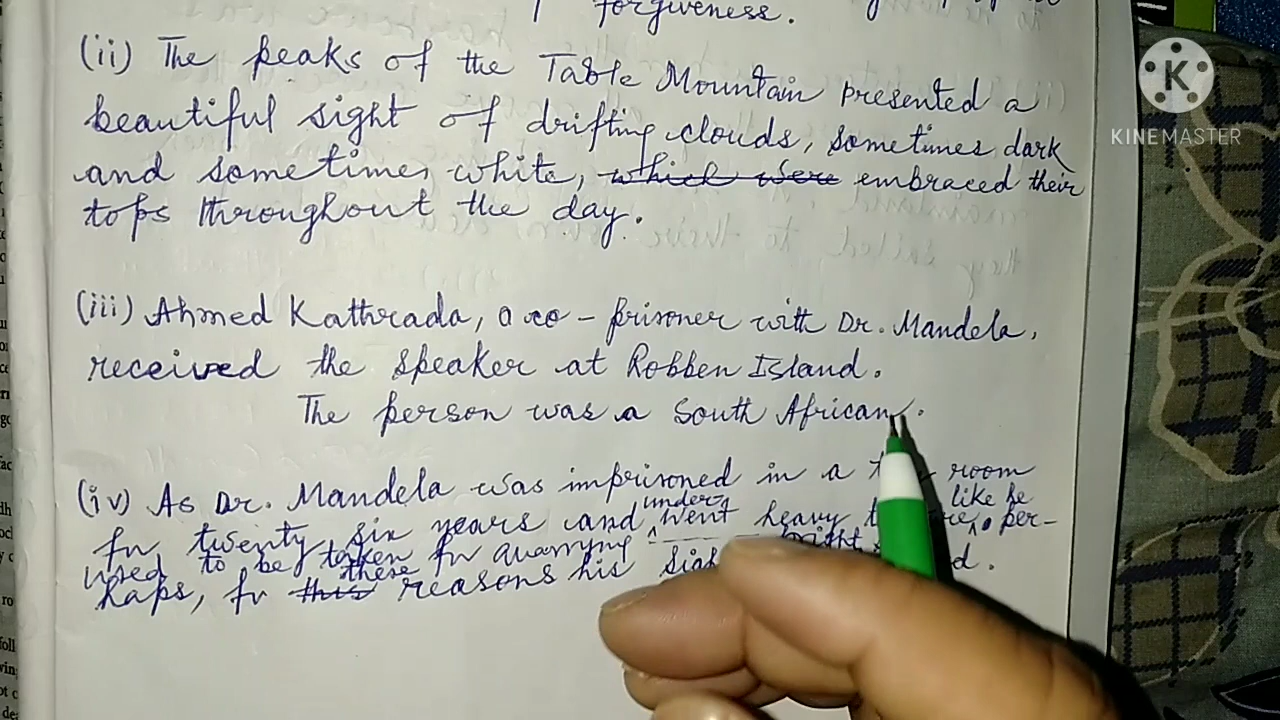 forgiveness.
(ii) The peaks of the Table Mountain presented a
beautiful sight of drifting clouds, sometimes dark
and sometimes white, which were embraced their
tops throughout the day.
(iii) Ahmed Kathrada, a co-prisoner with Dr. Mandela,
received the speaker at Robben Island.
The person was a South African.
(iv) As Dr. Mandela was imprisoned in a room
for twenty six years and under went heavy like he
used to be taken for quarrying per-
haps, for this these reasons his
K
KINEMASTER